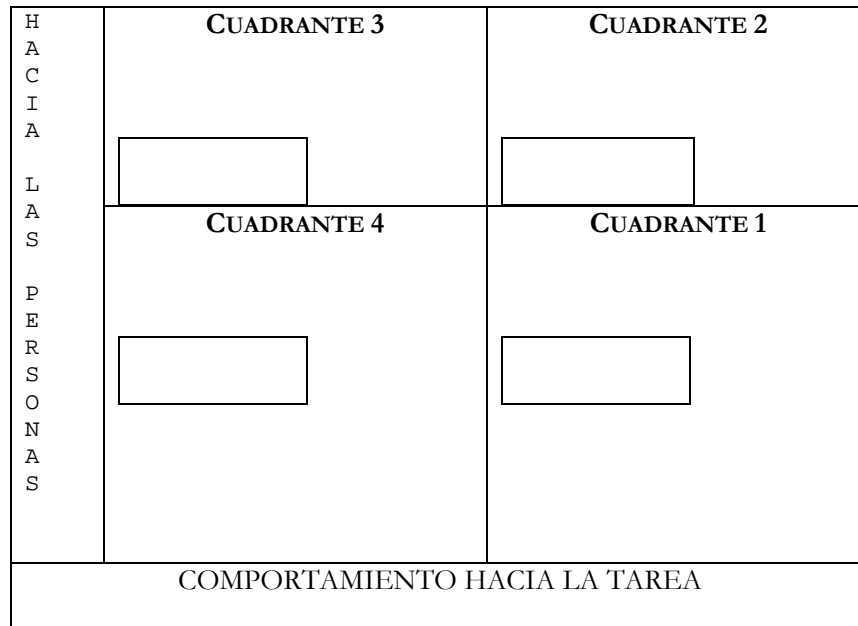 HACIA LAS PERSONAS
CUADRANTE 3
CUADRANTE 2
CUADRANTE 4
CUADRANTE 1
COMPORTAMIENTO HACIA LA TAREA